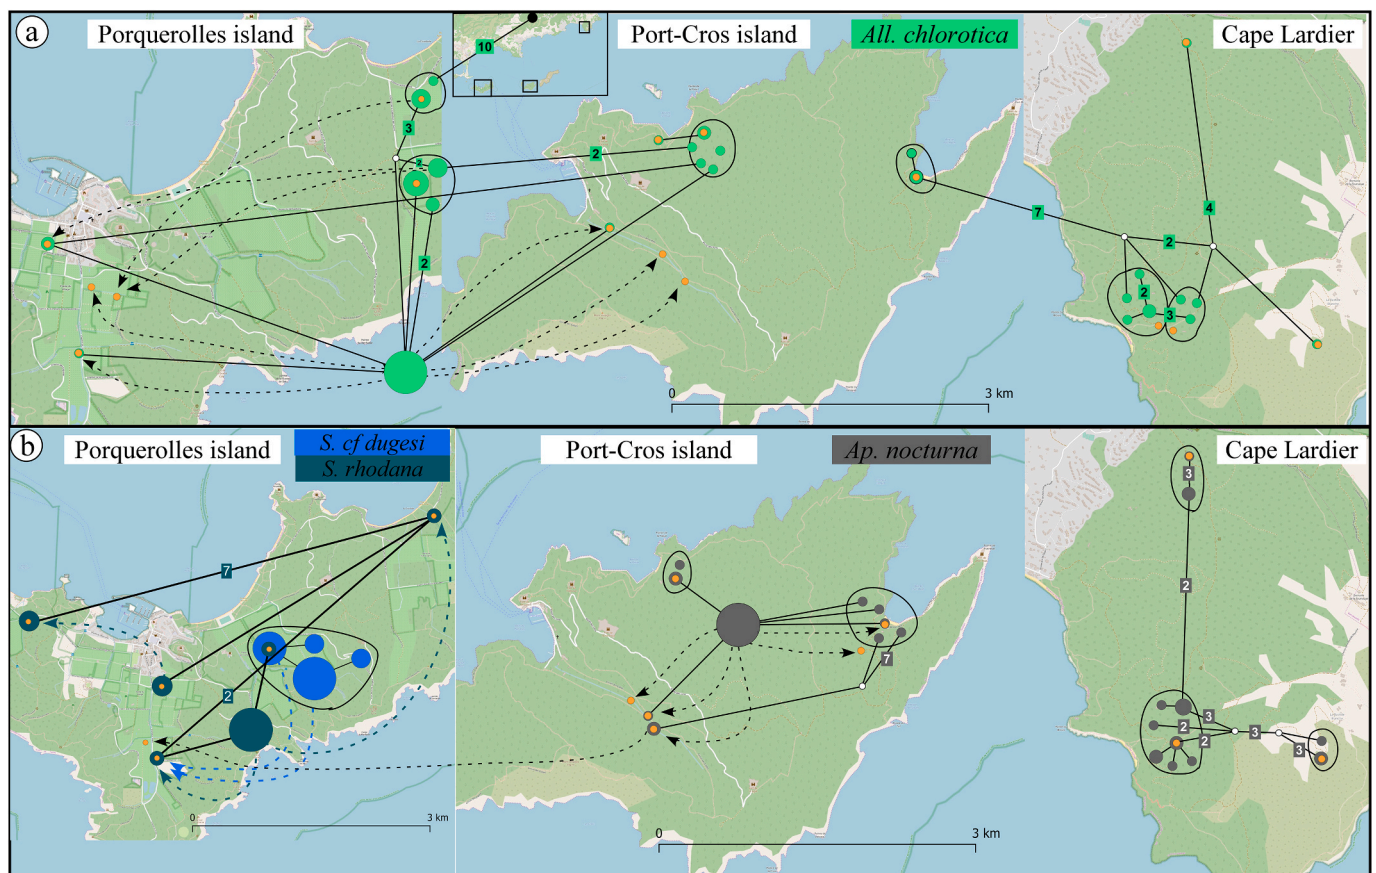 a
Porquerolles island
Port-Cros island
All. chlorotica
Cape Lardier
10
3
2
2
2
7
4
2
2
3
0
3 km
b
Porquerolles island
S. cf dugesi
S. rhodana
Port-Cros island
Ap. nocturna
Cape Lardier
7
2
0
3 km
7
0
3 km
3
2
3
2
2
3
3